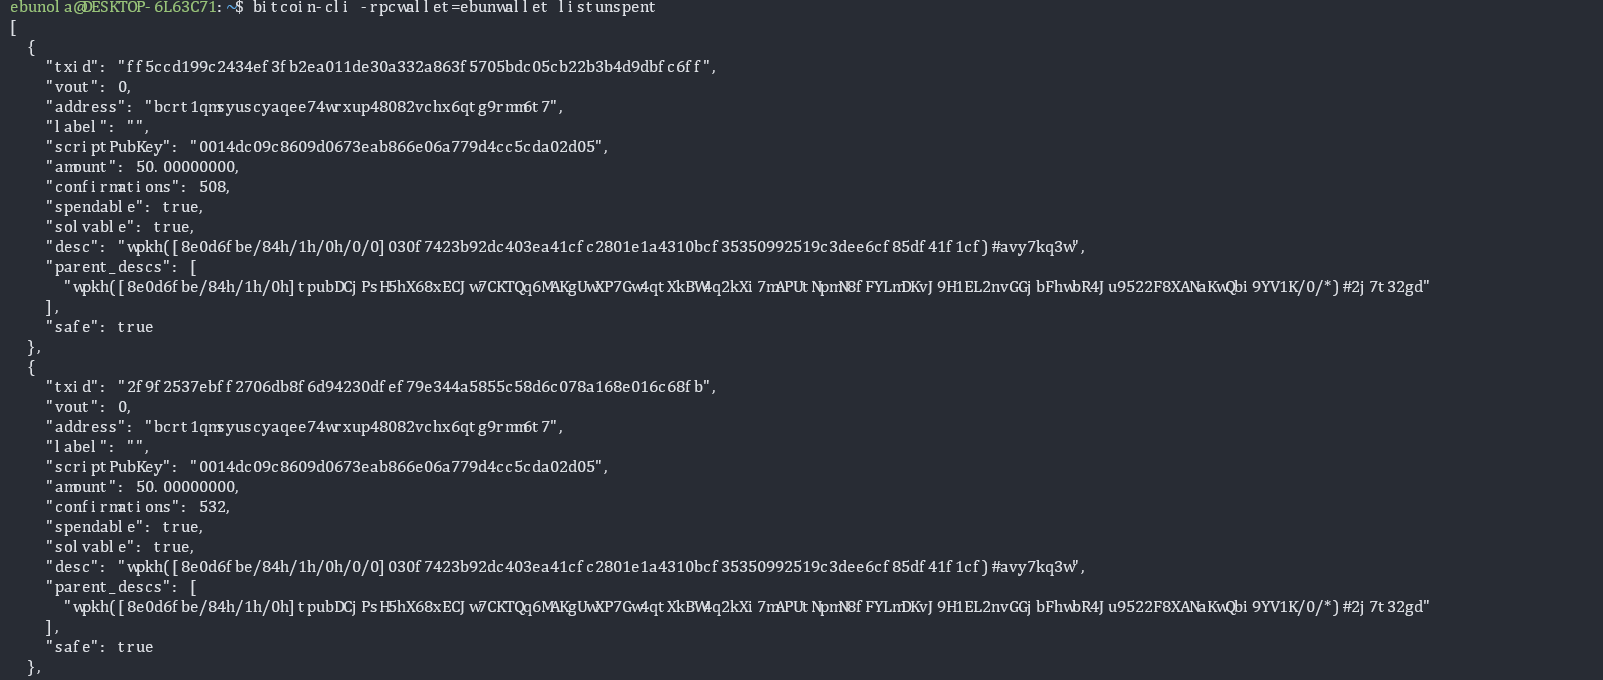 ebunola@DESKTOP-6L63C71:~$ bitcoin-cli -rpcwallet=ebunwallet listunspent
[
  {
    "txid": "ff5ccd199c2434ef3fb2ea011de30a332a863f5705bdc05cb22b3b4d9dbfc6ff",
    "vout": 0,
    "address": "bcrt1qmsyuscyaqee74wrxup48082vchx6qtg9rmm6t7",
    "label": "",
    "scriptPubKey": "0014dc09c8609d0673eab866e06a779d4cc5cda02d05",
    "amount": 50.00000000,
    "confirmations": 508,
    "spendable": true,
    "solvable": true,
    "desc": "wpkh([8e0d6fbe/84h/1h/0h/0/0]030f7423b92dc403ea41cfc2801e1a4310bcf35350992519c3dee6cf85df41f1cf)#avy7kq3w",
    "parent_descs": [
      "wpkh([8e0d6fbe/84h/1h/0h]tpubDCjPsH5hX68xECJw7CKTQq6MAKgUwXP7Gw4qtXkBW4q2kXi7mAPUtNpmN8fFYLmDKvJ9H1EL2nvGGjbFhwbR4Ju9522F8XANaKwQbi9YV1K/0/*)#2j7t32gd"
    ],
    "safe": true
  },
  {
    "txid": "2f9f2537ebff2706db8f6d94230dfef79e344a5855c58d6c078a168e016c68fb",
    "vout": 0,
    "address": "bcrt1qmsyuscyaqee74wrxup48082vchx6qtg9rmm6t7",
    "label": "",
    "scriptPubKey": "0014dc09c8609d0673eab866e06a779d4cc5cda02d05",
    "amount": 50.00000000,
    "confirmations": 532,
    "spendable": true,
    "solvable": true,
    "desc": "wpkh([8e0d6fbe/84h/1h/0h/0/0]030f7423b92dc403ea41cfc2801e1a4310bcf35350992519c3dee6cf85df41f1cf)#avy7kq3w",
    "parent_descs": [
      "wpkh([8e0d6fbe/84h/1h/0h]tpubDCjPsH5hX68xECJw7CKTQq6MAKgUwXP7Gw4qtXkBW4q2kXi7mAPUtNpmN8fFYLmDKvJ9H1EL2nvGGjbFhwbR4Ju9522F8XANaKwQbi9YV1K/0/*)#2j7t32gd"
    ],
    "safe": true
  },